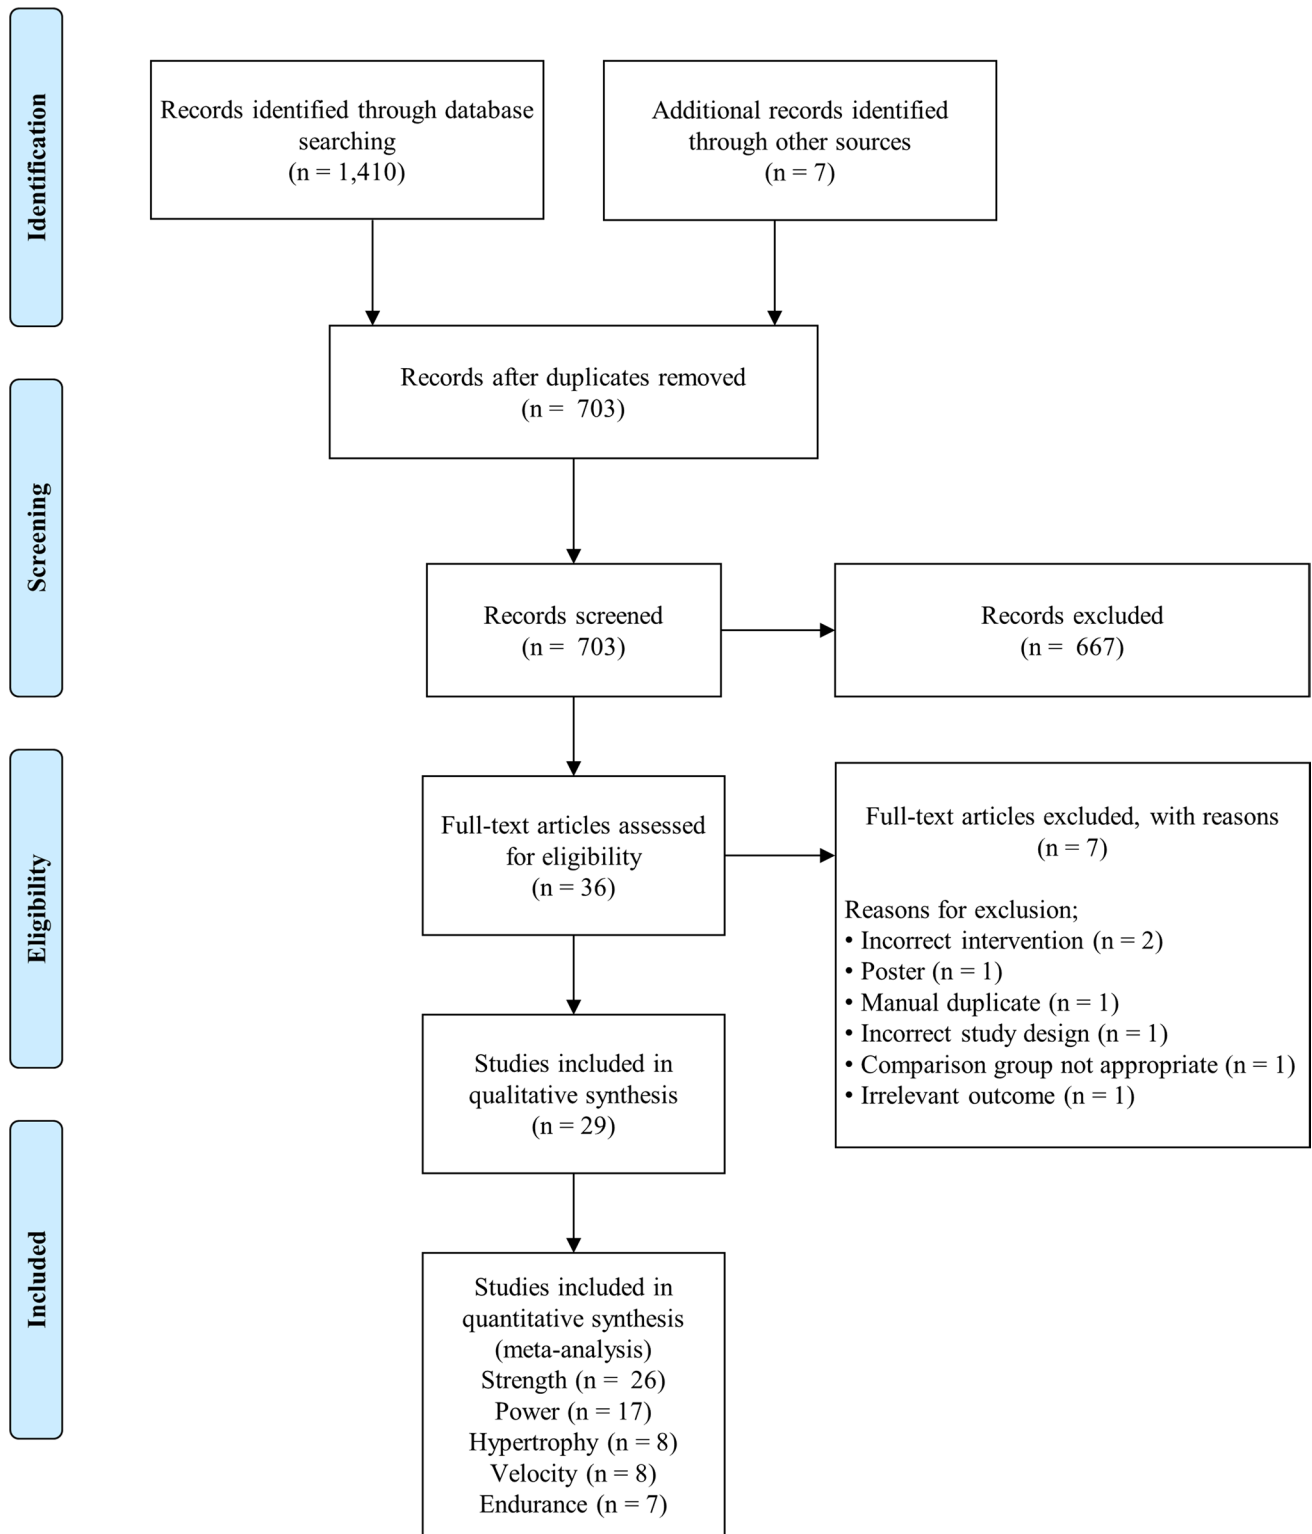 Identification
Records identified through database
searching
(n = 1,410)
Additional records identified
through other sources
(n = 7)
Records after duplicates removed
(n =  703)
Screening
Records screened
(n =  703)
Records excluded
(n =  667)
Eligibility
Full-text articles assessed
for eligibility
(n = 36)
Full-text articles excluded, with reasons
(n = 7)
Reasons for exclusion;
• Incorrect intervention (n = 2)
• Poster (n = 1)
• Manual duplicate (n = 1)
• Incorrect study design (n = 1)
• Comparison group not appropriate (n = 1)
• Irrelevant outcome (n = 1)
Studies included in
qualitative synthesis
(n = 29)
Included
Studies included in
quantitative synthesis
(meta-analysis)
Strength (n =  26)
Power (n = 17)
Hypertrophy (n = 8)
Velocity (n = 8)
Endurance (n = 7)